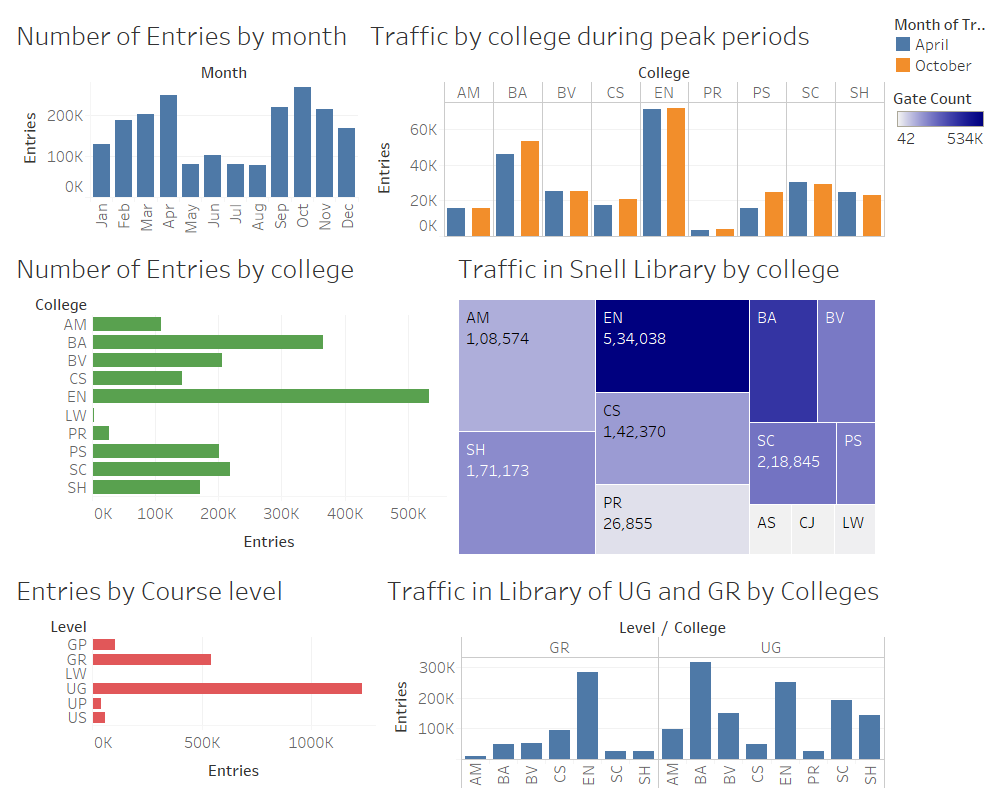 Number of Entries by month
Month
Entries
200K
100K
0K
Jan Feb Mar Apr May Jun Jul Aug Sep Oct Nov Dec
Traffic by college during peak periods
College
AM BA BV CS EN PR PS SC SH
Entries
60K
40K
20K
0K
Month of Tr..
April
October
Gate Count
42 534K
Number of Entries by college
College
AM
BA
BV
CS
EN
LW
PR
PS
SC
SH
0K 100K 200K 300K 400K 500K
Entries
Traffic in Snell Library by college
AM
1,08,574
SH
1,71,173
EN
5,34,038
CS
1,42,370
PR
26,855
BA
BV
SC
2,18,845
PS
AS
CJ
LW
Entries by Course level
Level
GP
GR
LW
UG
UP
US
0K 500K 1000K
Entries
Traffic in Library of UG and GR by Colleges
Level / College
GR UG
Entries
300K
200K
100K
AM BA BV CS EN SC SH AM BA BV CS EN PR SC SH